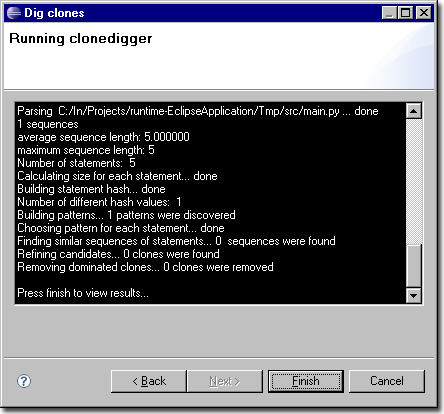 Dig clones
Running clonedigger
Parsing  C:/In/Projects/runtime-EclipseApplication/Tmp/src/main.py ... done
1 sequences
average sequence length: 5.000000
maximum sequence length: 5
Number of statements:  5
Calculating size for each statement... done
Building statement hash... done
Number of different hash values:  1
Building patterns... 1 patterns were discovered
Choosing pattern for each statement... done
Finding similar sequences of statements... 0  sequences were found
Refining candidates... 0 clones were found
Removing dominated clones... 0 clones were removed
Press finish to view results...
? < Back Next > Finish Cancel